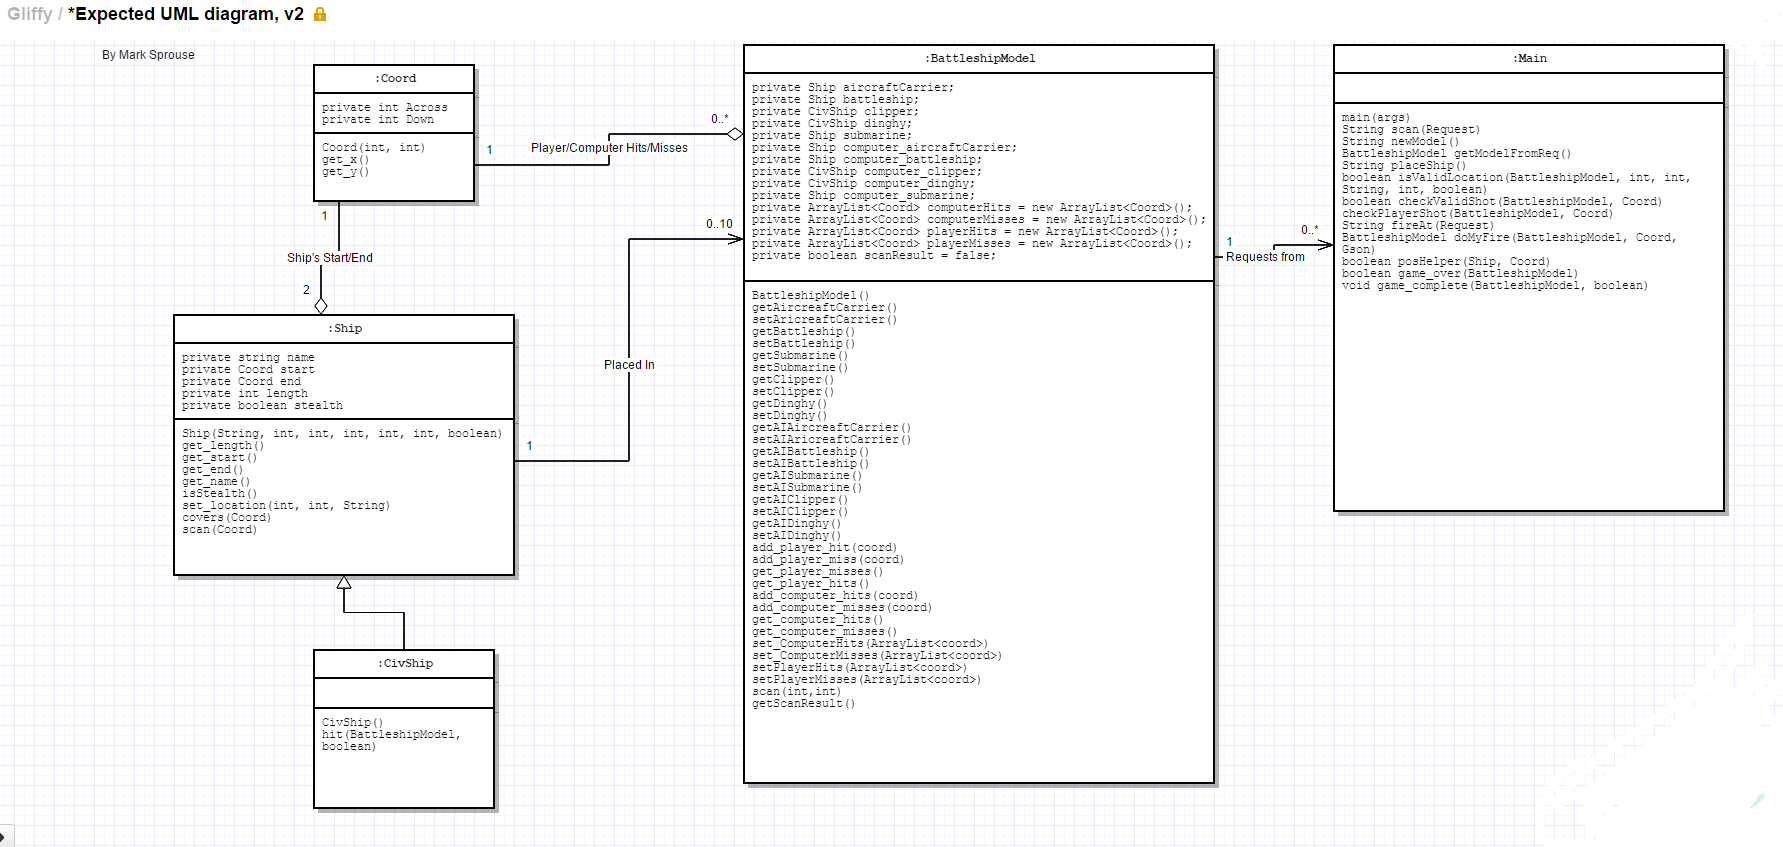 Gliffy / *Expected UML diagram, v2
By Mark Sprouse
:Coord
private int Across
private int Down
Coord(int, int)
get_x()
get_y()
1
Player/Computer Hits/Misses
0..*
1
Ship's Start/End
2
:Ship
private string name
private Coord start
private Coord end
private int length
private boolean stealth
Ship(String, int, int, int, int, int, boolean)
get_length()
get_start()
get_end()
get_name()
isStealth()
set_location(int, int, String)
covers(Coord)
scan(Coord)
1
Placed In
0..10
:CivShip
CivShip()
hit(BattleshipModel,
boolean)
:BattleshipModel
private Ship aircraftCarrier;
private Ship battleship;
private CivShip clipper;
private CivShip dinghy;
private Ship submarine;
private Ship computer_aircraftCarrier;
private Ship computer_battleship;
private CivShip computer_clipper;
private CivShip computer_dinghy;
private Ship computer_submarine;
private ArrayList<Coord> computerHits = new ArrayList<Coord>();
private ArrayList<Coord> computerMisses = new ArrayList<Coord>();
private ArrayList<Coord> playerHits = new ArrayList<Coord>();
private ArrayList<Coord> playerMisses = new ArrayList<Coord>();
private boolean scanResult = false;
BattleshipModel()
getAircreaftCarrier()
setAricreaftCarrier()
getBattleship()
setBattleship()
getSubmarine()
setSubmarine()
getClipper()
setClipper()
getDinghy()
setDinghy()
getAIAircreaftCarrier()
setAIAricreaftCarrier()
getAIBattleship()
setAIBattleship()
getAISubmarine()
setAISubmarine()
getAIClipper()
setAIClipper()
getAIDinghy()
setAIDinghy()
add_player_hit(coord)
add_player_miss(coord)
get_player_misses()
get_player_hits()
add_computer_hits(coord)
add_computer_misses(coord)
get_computer_hits()
get_computer_misses()
set_ComputerHits(ArrayList<coord>)
set_ComputerMisses(ArrayList<coord>)
setPlayerHits(ArrayList<coord>)
setPlayerMisses(ArrayList<coord>)
scan(int,int)
getScanResult()
1
Requests from
0..*
:Main
main(args)
String scan(Request)
String newModel()
BattleshipModel getModelFromReq()
String placeShip()
boolean isValidLocation(BattleshipModel, int, int,
String, int, boolean)
boolean checkValidShot(BattleshipModel, Coord)
checkPlayerShot(BattleshipModel, Coord)
String fireAt(Request)
BattleshipModel doMyFire(BattleshipModel, Coord,
Gson)
boolean posHelper(Ship, Coord)
boolean game_over(BattleshipModel)
void game_complete(BattleshipModel, boolean)